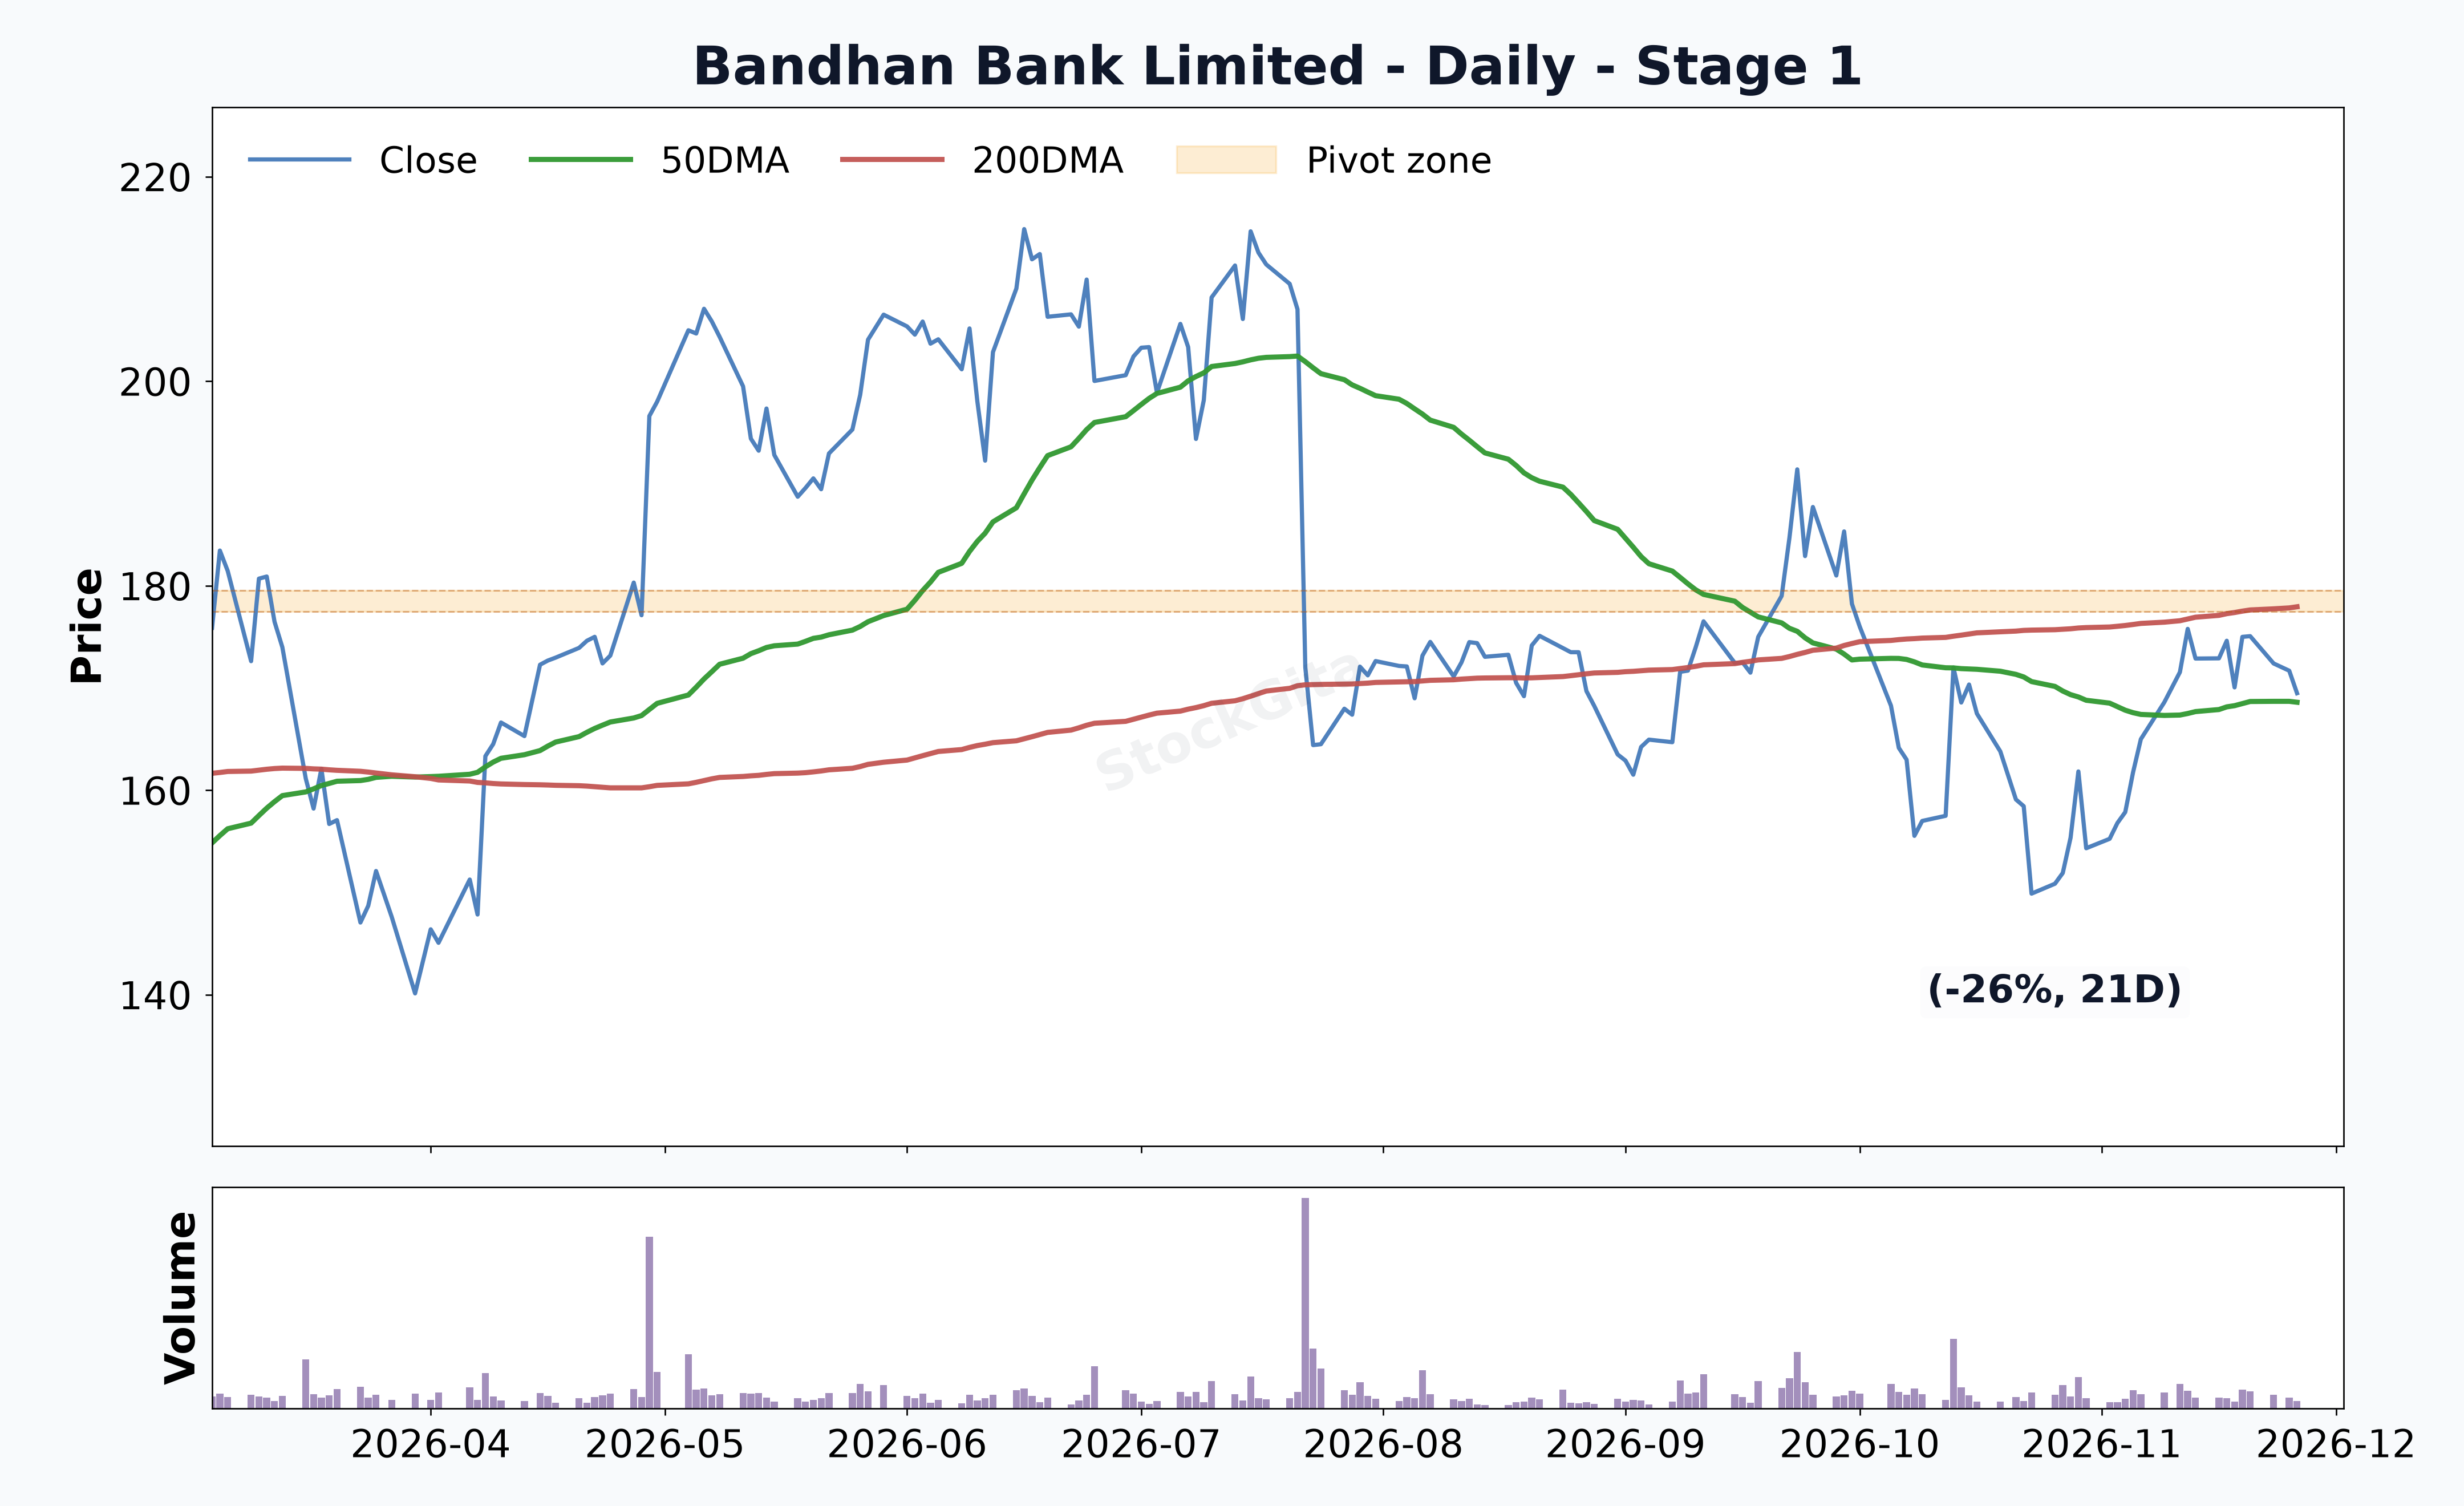 Bandhan Bank Limited - Daily - Stage 1
Close 50DMA 200DMA Pivot zone
220
200
180
160
140
Price
StockGita
(-26%, 21D)
Volume
2026-04 2026-05 2026-06 2026-07 2026-08 2026-09 2026-10 2026-11 2026-12